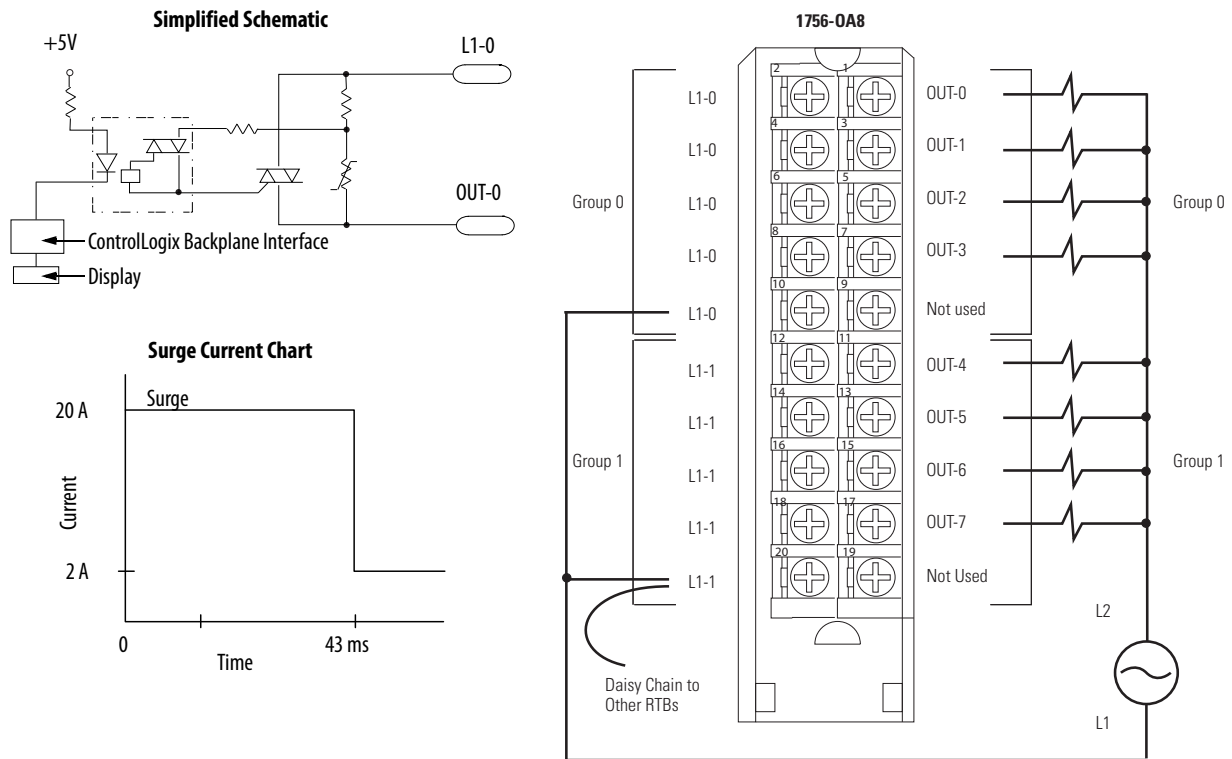 Simplified Schematic
+5V
L1-0
OUT-0
ControlLogix Backplane Interface
Display
Surge Current Chart
20 A
Surge
Current
2 A
0
43 ms
Time
1756-OA8
Group 0
L1-0
2
1
OUT-0
L1-0
4
3
OUT-1
L1-0
6
5
OUT-2
Group 0
L1-0
8
7
OUT-3
L1-0
10
9
Not used
Group 1
L1-1
12
11
OUT-4
L1-1
14
13
OUT-5
L1-1
16
15
OUT-6
Group 1
L1-1
18
17
OUT-7
L1-1
20
19
Not Used
Daisy Chain to
Other RTBs
L2
L1